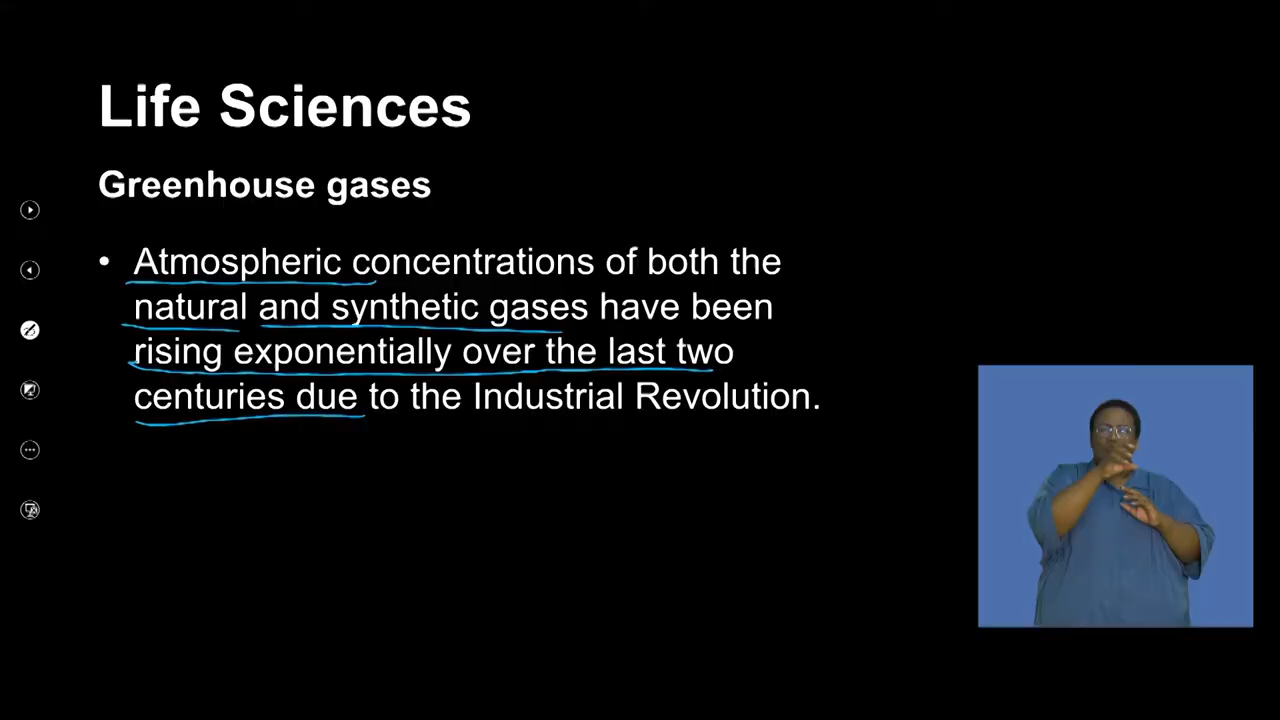 Life Sciences
Greenhouse gases
• Atmospheric concentrations of both the
natural and synthetic gases have been
rising exponentially over the last two
centuries due to the Industrial Revolution.